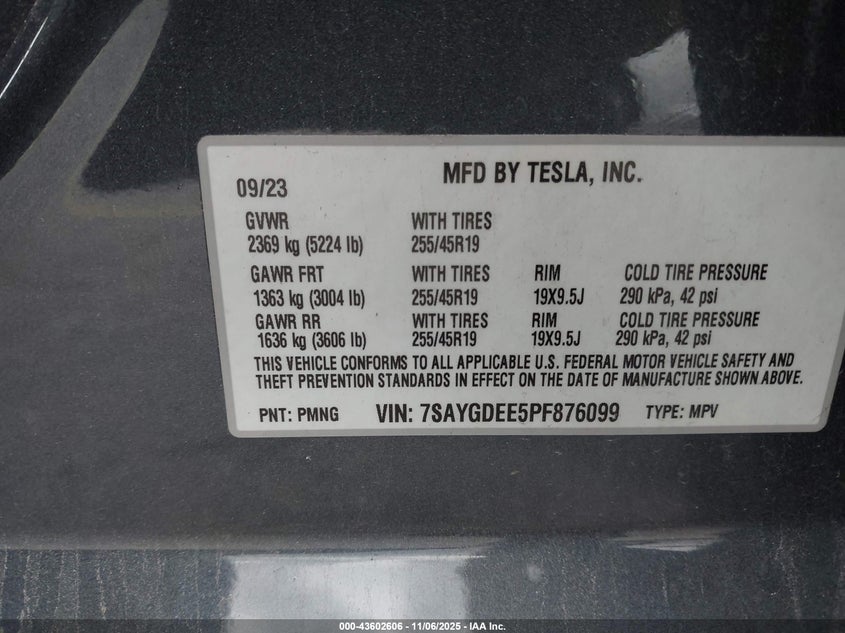 MFD BY TESLA, INC.
09/23
GVWR WITH TIRES
2369 kg (5224 lb) 255/45R19
GAWR FRT WITH TIRES RIM COLD TIRE PRESSURE
1363 kg (3004 lb) 255/45R19 19X9.5J 290 kPa, 42 psi
GAWR RR WITH TIRES RIM COLD TIRE PRESSURE
1636 kg (3606 lb) 255/45R19 19X9.5J 290 kPa, 42 psi
THIS VEHICLE CONFORMS TO ALL APPLICABLE U.S. FEDERAL MOTOR VEHICLE SAFETY AND
THEFT PREVENTION STANDARDS IN EFFECT ON THE DATE OF MANUFACTURE SHOWN ABOVE.
PNT: PMNG VIN: 7SAYGDEE5PF876099 TYPE: MPV
000-43602606 - 11/06/2025 - IAA Inc.